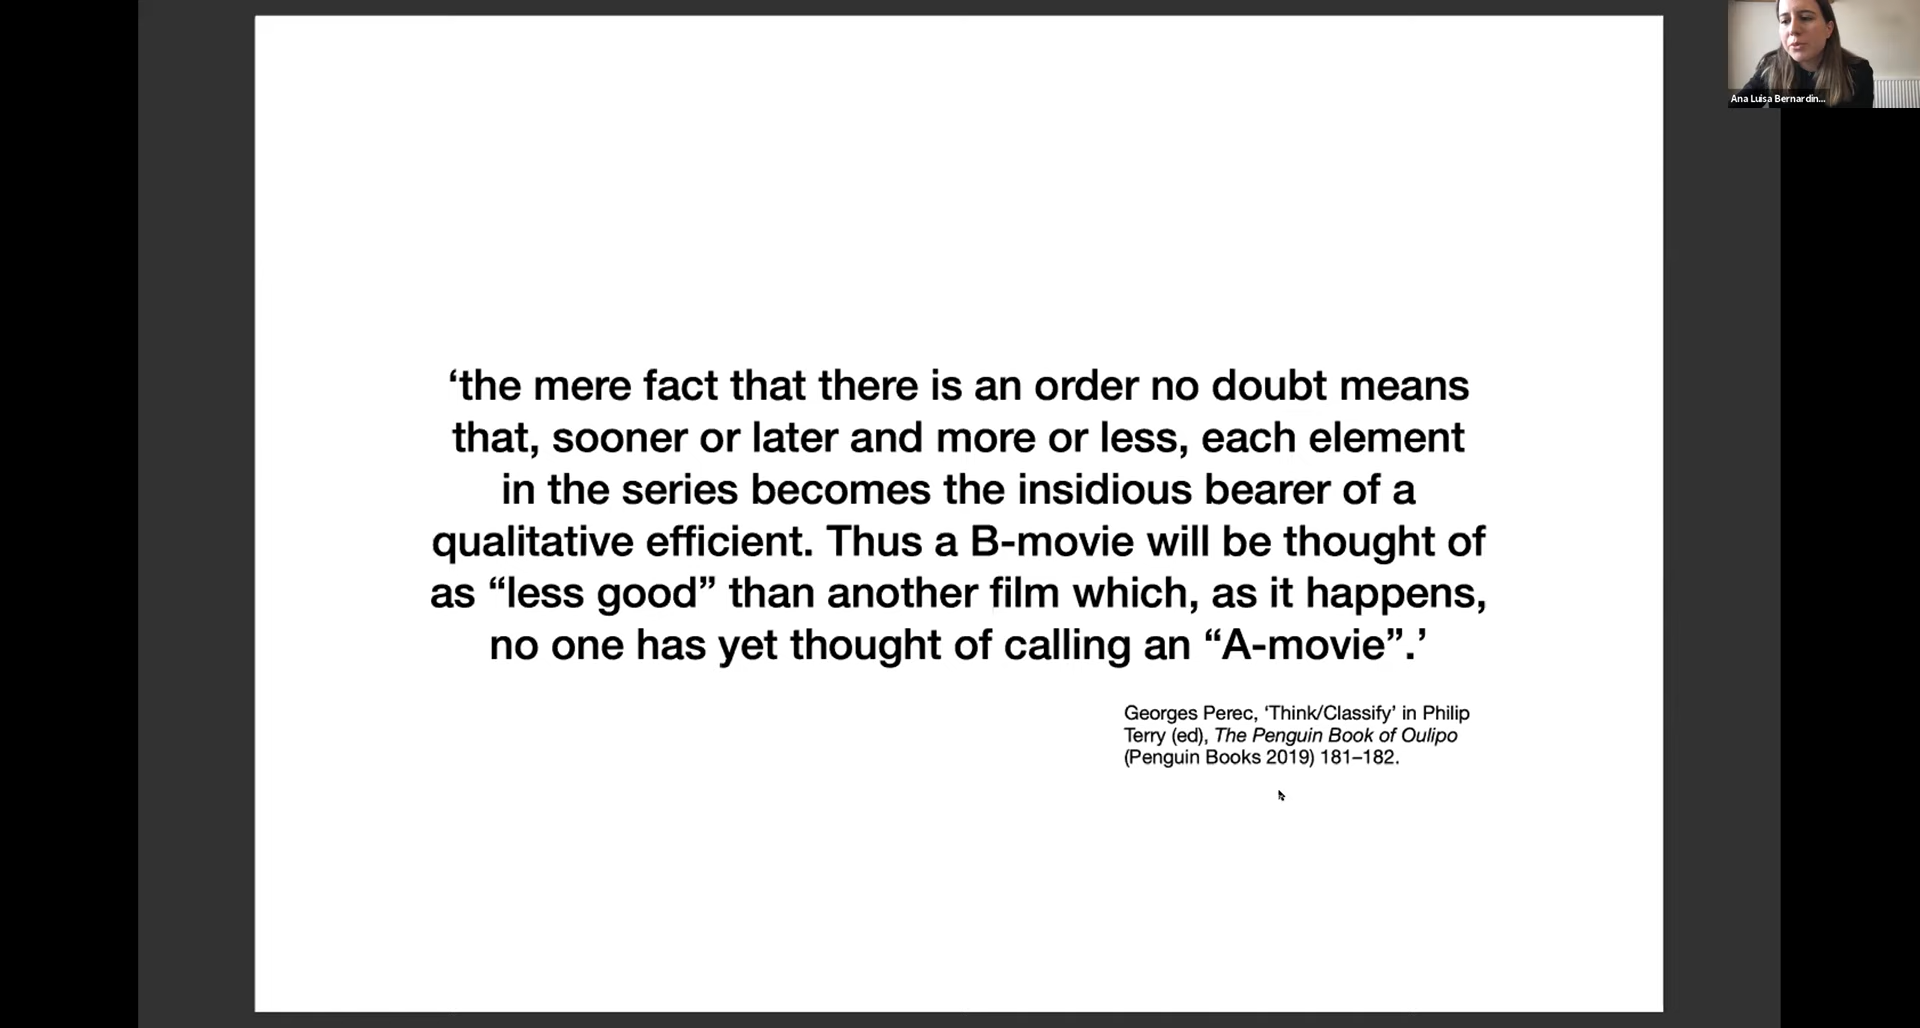 Ana Luisa Bernardin...
‘the mere fact that there is an order no doubt means
that, sooner or later and more or less, each element
in the series becomes the insidious bearer of a
qualitative efficient. Thus a B-movie will be thought of
as “less good” than another film which, as it happens,
no one has yet thought of calling an “A-movie”.’
Georges Perec, ‘Think/Classify’ in Philip
Terry (ed), The Penguin Book of Oulipo
(Penguin Books 2019) 181–182.